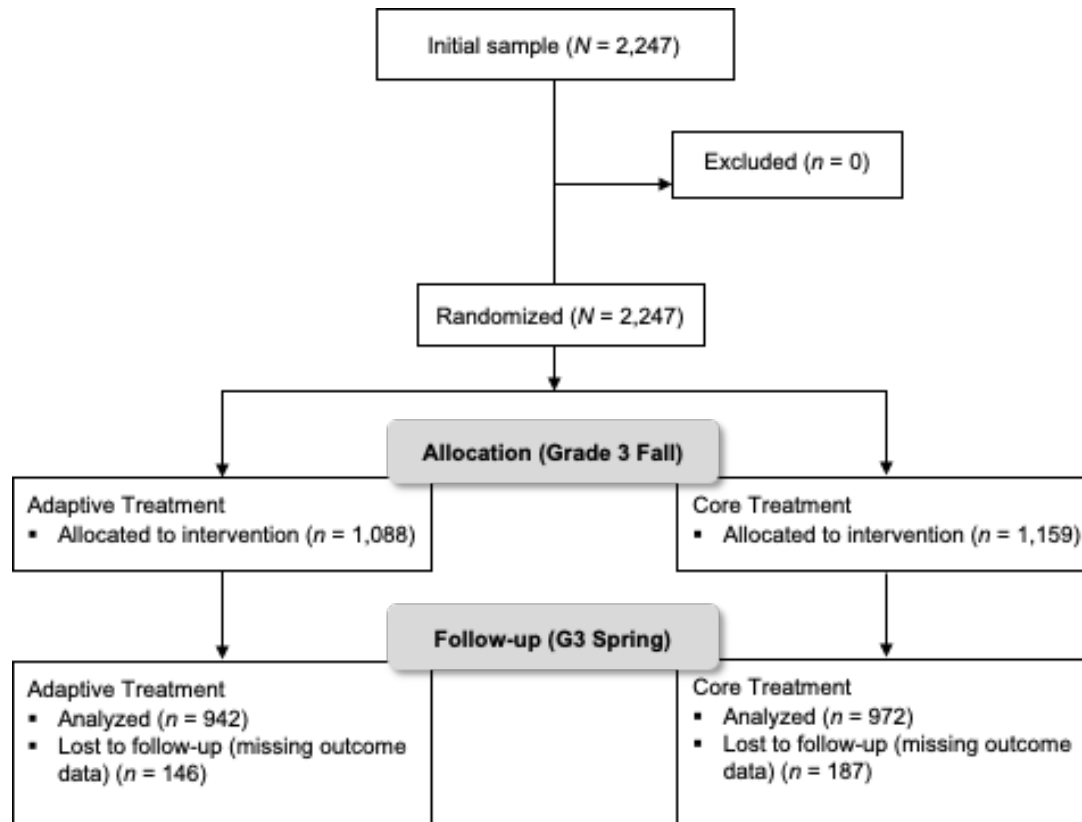 Initial sample (N = 2,247)
Excluded (n = 0)
Randomized (N = 2,247)
Allocation (Grade 3 Fall)
Adaptive Treatment
▪ Allocated to intervention (n = 1,088)
Core Treatment
▪ Allocated to intervention (n = 1,159)
Follow-up (G3 Spring)
Adaptive Treatment
▪ Analyzed (n = 942)
▪ Lost to follow-up (missing outcome
data) (n = 146)
Core Treatment
▪ Analyzed (n = 972)
▪ Lost to follow-up (missing outcome
data) (n = 187)